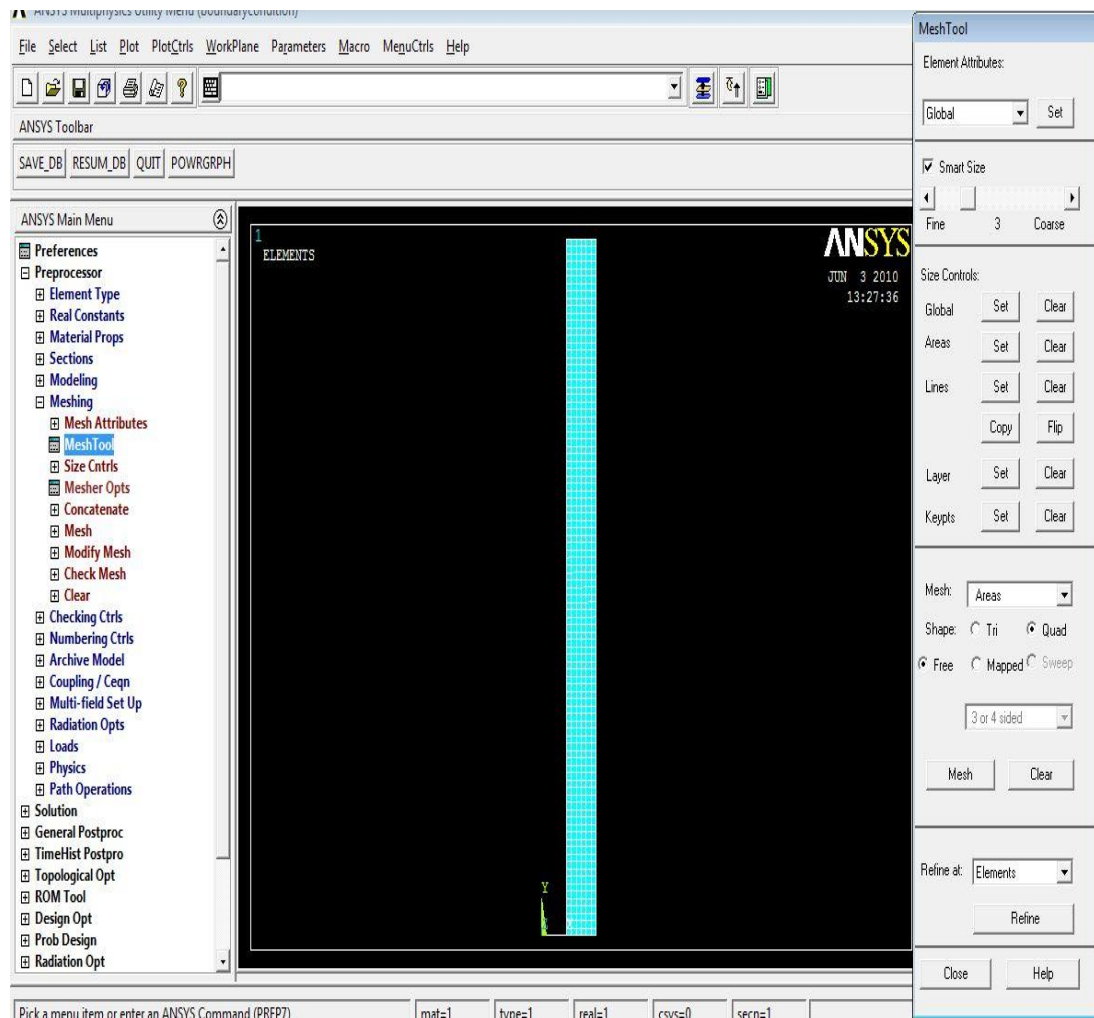 ANSYS Multiphysics Utility Menu (boundarycondition)
File Select List Plot PlotCtrls WorkPlane Parameters Macro MenuCtrls Help
ANSYS Toolbar
SAVE_DB RESUM_DB QUIT POWRGRPH
ANSYS Main Menu
Preferences
Preprocessor
Element Type
Real Constants
Material Props
Sections
Modeling
Meshing
Mesh Attributes
MeshTool
Size Cntrls
Mesher Opts
Concatenate
Mesh
Modify Mesh
Check Mesh
Clear
Checking Ctrls
Numbering Ctrls
Archive Model
Coupling / Ceqn
Multi-field Set Up
Radiation Opts
Loads
Physics
Path Operations
Solution
General Postproc
TimeHist Postpro
Topological Opt
ROM Tool
Design Opt
Prob Design
Radiation Opt
1
ELEMENTS
ANSYS
JUN 3 2010
13:27:36
Y
MeshTool
Element Attributes:
Global Set
Smart Size
Fine 3 Coarse
Size Controls:
Global Set Clear
Areas Set Clear
Lines Set Clear
Copy Flip
Layer Set Clear
Keypts Set Clear
Mesh: Areas
Shape: Tri Quad
Free Mapped Sweep
3 or 4 sided
Mesh Clear
Refine at: Elements
Refine
Close Help
Pick a menu item or enter an ANSYS Command (PREP7) mat=1 type=1 real=1 csys=0 secn=1